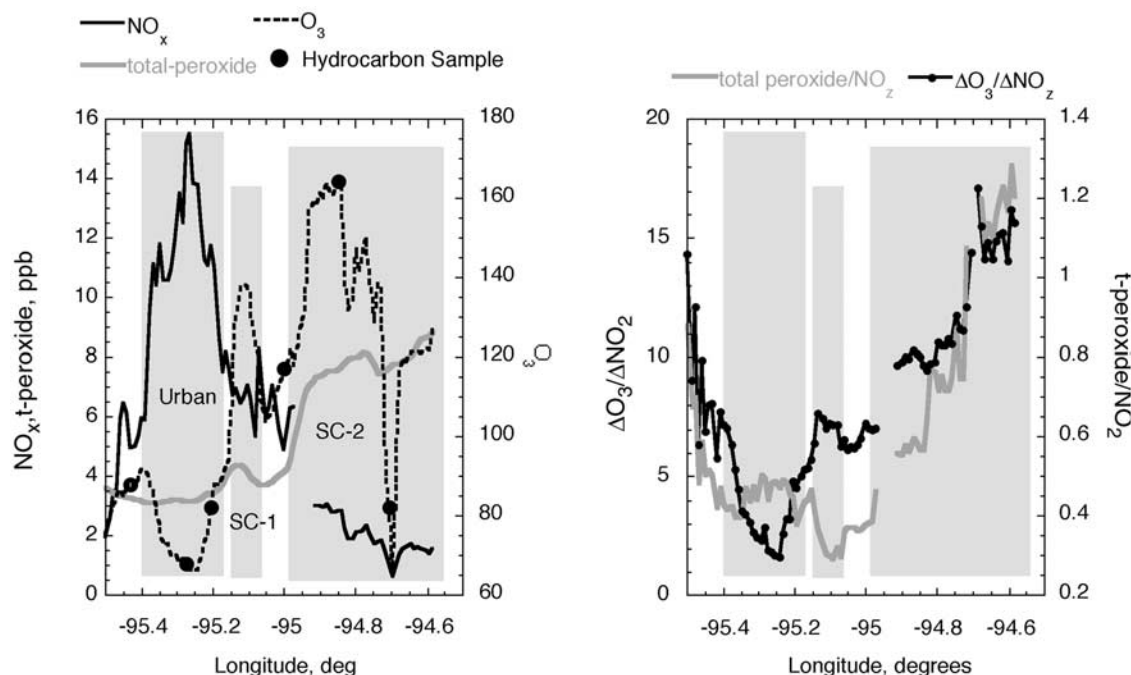 NOx O3
total-peroxide Hydrocarbon Sample
total peroxide/NOz ΔO3/ΔNOz
16 180 20 1.4
14 160 1.2
12 140 15 1
10 120 10 0.8
8 100 0.6
6 80 5 0.4
4 60 0 0.2
2
0
NOx,t-peroxide, ppb
O3
ΔO3/ΔNO2
t-peroxide/NO2
Urban
SC-1
SC-2
-95.4 -95.2 -95 -94.8 -94.6
-95.4 -95.2 -95 -94.8 -94.6
Longitude, deg
Longitude, degrees